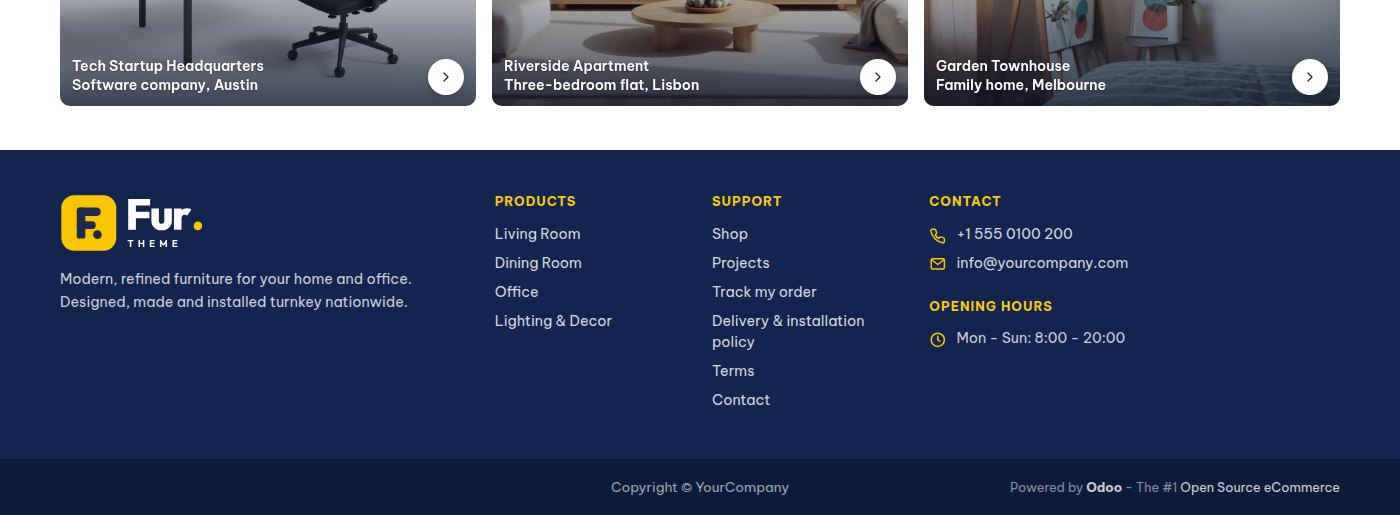 Tech Startup Headquarters
Software company, Austin
Riverside Apartment
Three-bedroom flat, Lisbon
Garden Townhouse
Family home, Melbourne
F.
Fur.
THEME
Modern, refined furniture for your home and office.
Designed, made and installed turnkey nationwide.
PRODUCTS
Living Room
Dining Room
Office
Lighting & Decor
SUPPORT
Shop
Projects
Track my order
Delivery & installation
policy
Terms
Contact
CONTACT
+1 555 0100 200
info@yourcompany.com
OPENING HOURS
Mon - Sun: 8:00 - 20:00
Copyright © YourCompany
Powered by Odoo - The #1 Open Source eCommerce